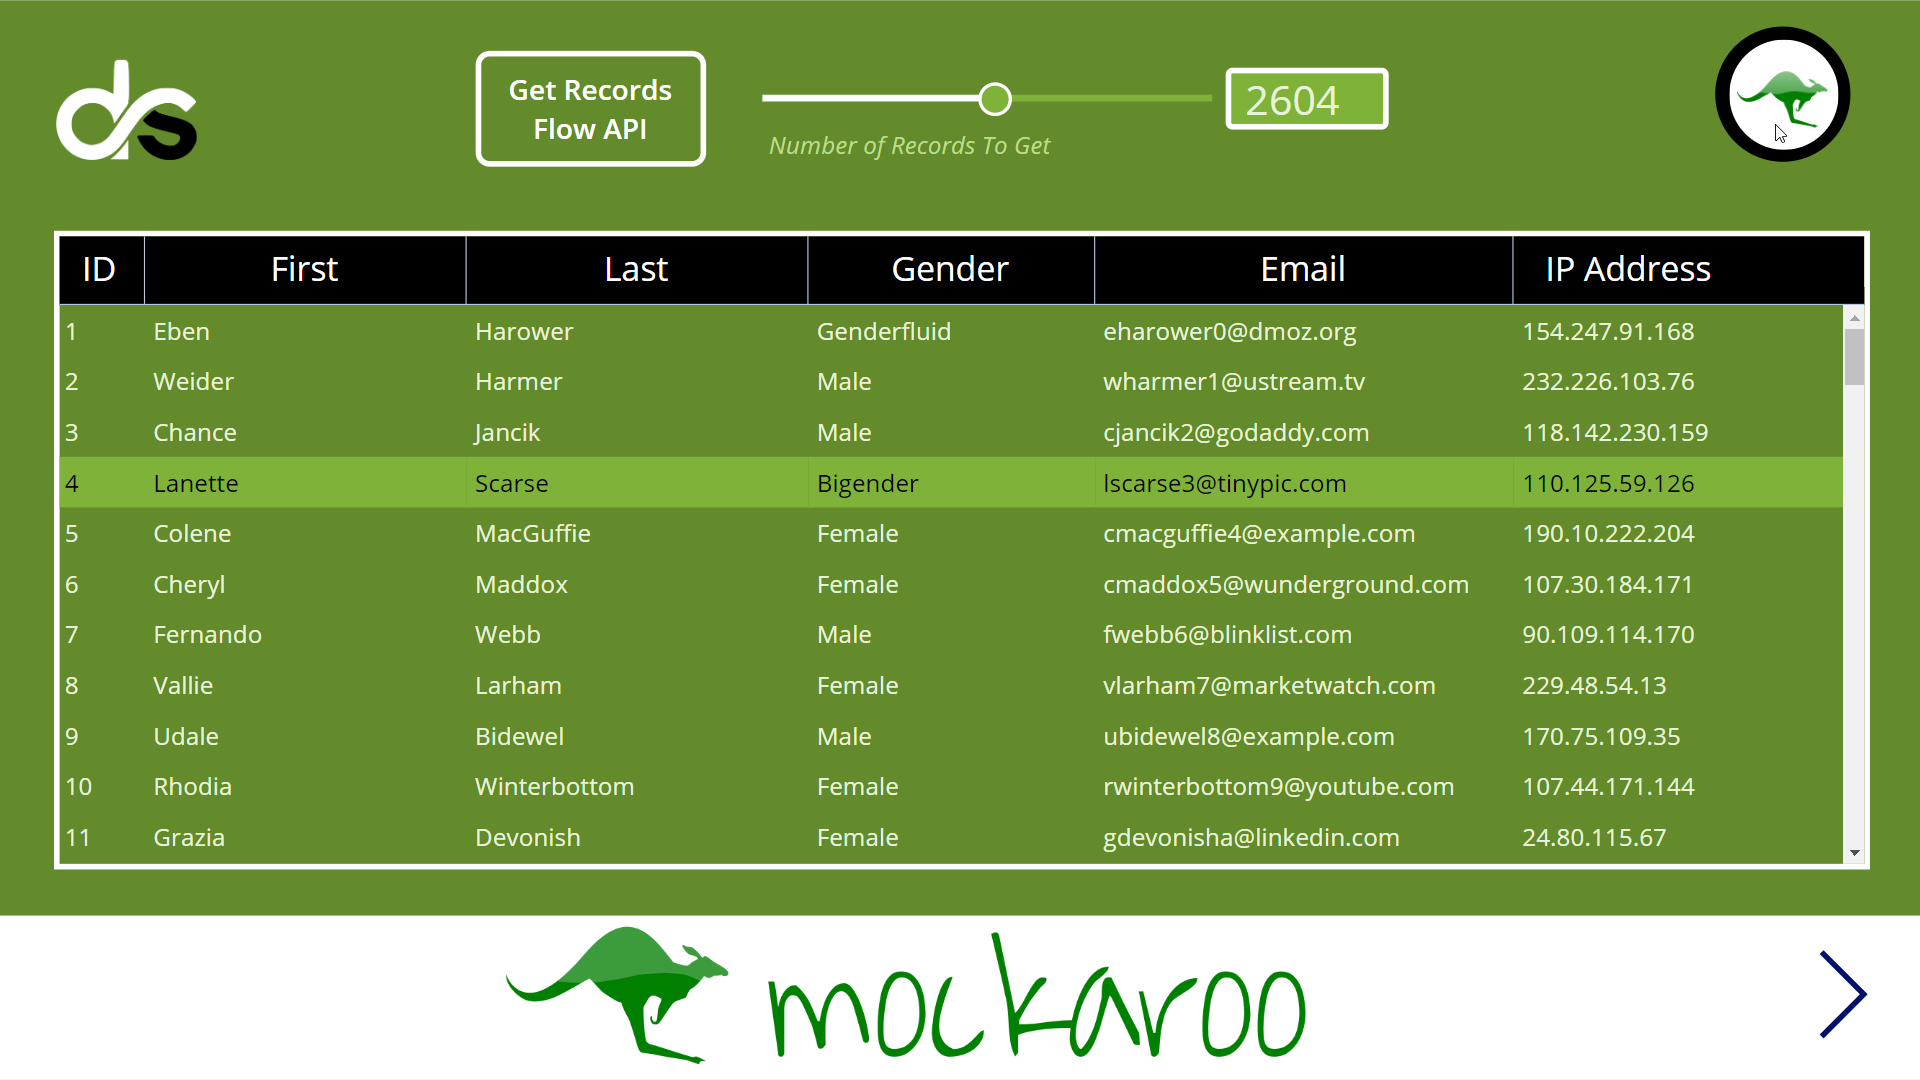 ds
Get Records
Flow API
2604
Number of Records To Get
ID First Last Gender Email IP Address
1 Eben Harower Genderfluid eharower0@dmoz.org 154.247.91.168
2 Weider Harmer Male wharmer1@ustream.tv 232.226.103.76
3 Chance Jancik Male cjancik2@godaddy.com 118.142.230.159
4 Lanette Scarse Bigender lscarse3@tinypic.com 110.125.59.126
5 Colene MacGuffie Female cmacguffie4@example.com 190.10.222.204
6 Cheryl Maddox Female cmaddox5@wunderground.com 107.30.184.171
7 Fernando Webb Male fwebb6@blinklist.com 90.109.114.170
8 Vallie Larham Female vlarham7@marketwatch.com 229.48.54.13
9 Udale Bidewel Male ubidewel8@example.com 170.75.109.35
10 Rhodia Winterbottom Female rwinterbottom9@youtube.com 107.44.171.144
11 Grazia Devonish Female gdevonisha@linkedin.com 24.80.115.67
mockaroo